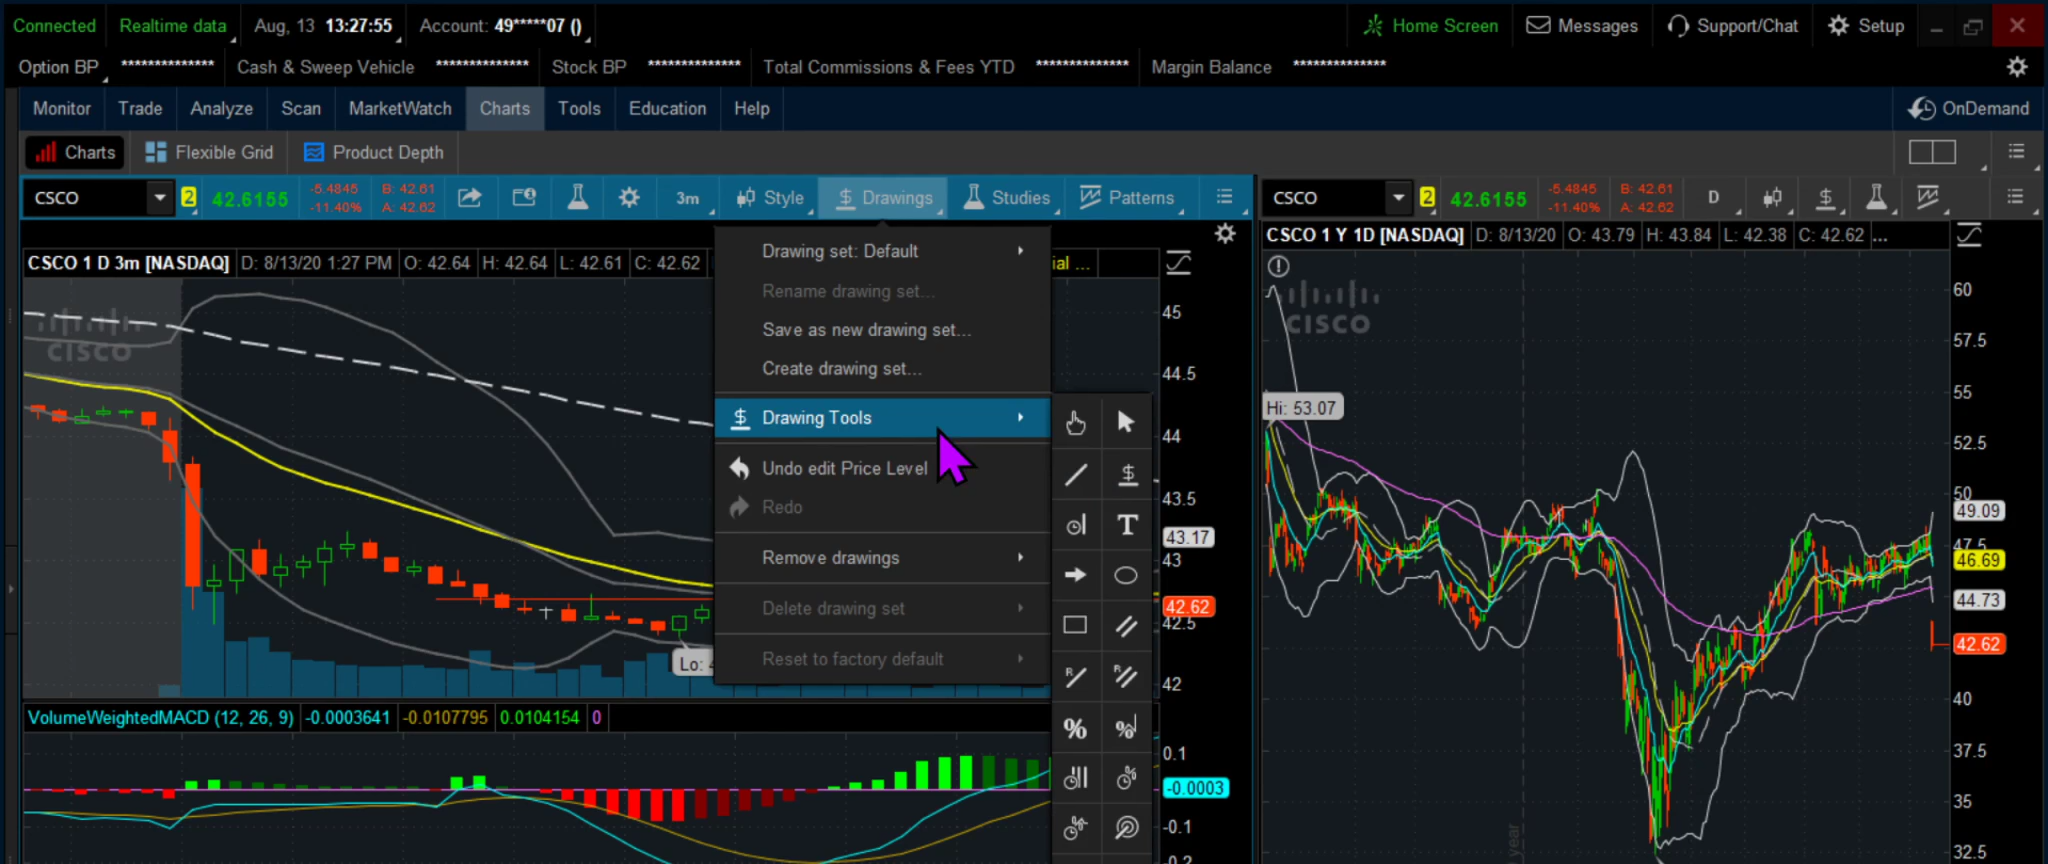 Connected Realtime data Aug, 13 13:27:55 Account: 49*****07 () Home Screen Messages Support/Chat Setup
Option BP ************** Cash & Sweep Vehicle ************** Stock BP ************** Total Commissions & Fees YTD ************** Margin Balance **************
Monitor Trade Analyze Scan MarketWatch Charts Tools Education Help OnDemand
Charts Flexible Grid Product Depth
CSCO 2 42.6155 -5.4845 -11.40% B: 42.61 A: 42.62 3m Style Drawings Studies Patterns
CSCO 2 42.6155 -5.4845 -11.40% B: 42.61 A: 42.62 D
CSCO 1 D 3m [NASDAQ] D: 8/13/20 1:27 PM O: 42.64 H: 42.64 L: 42.61 C: 42.62 ial ...
CISCO
Drawing set: Default
Rename drawing set...
Save as new drawing set...
Create drawing set...
Drawing Tools
Undo edit Price Level
Redo
Remove drawings
Delete drawing set
Reset to factory default
T
R R
% %
Lo: 4
45
44.5
44
43.5
43.17
43
42.62
42.5
42
VolumeWeightedMACD (12, 26, 9) -0.0003641 -0.0107795 0.0104154 0
0.1
-0.0003
-0.1
-0.2
CSCO 1 Y 1D [NASDAQ] D: 8/13/20 O: 43.79 H: 43.84 L: 42.38 C: 42.62 ...
CISCO
Hi: 53.07
60
57.5
55
52.5
50
49.09
47.5
46.69
44.73
42.62
40
37.5
35
32.5
year